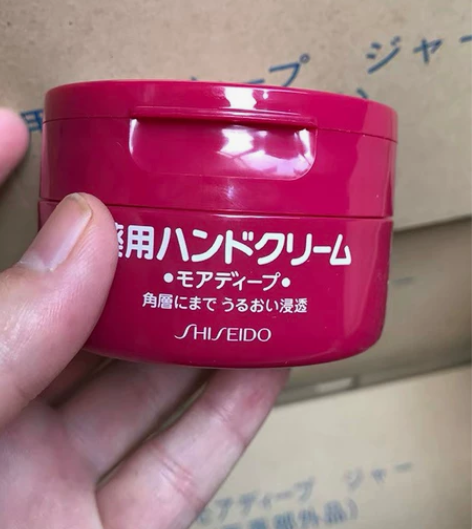 プ ジャー
薬用ハンドクリーム
•モアディープ•
角層にまで うるおい浸透
SHISEIDO
モアディープ ジャー